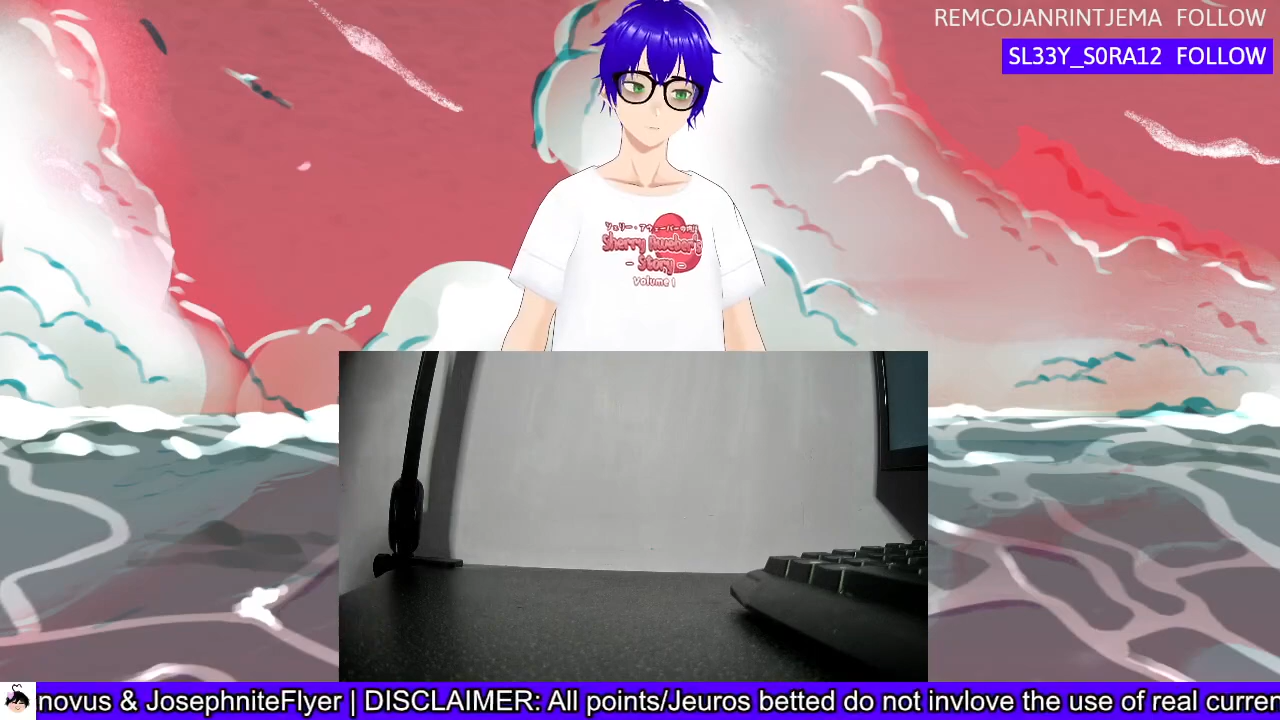 REMCOJANRINTJEMA FOLLOW
SL33Y_S0RA12 FOLLOW
Sherry Aweber's
- Story -
Volume 1
novus & JosephniteFlyer | DISCLAIMER: All points/Jeuros betted do not invlove the use of real curren